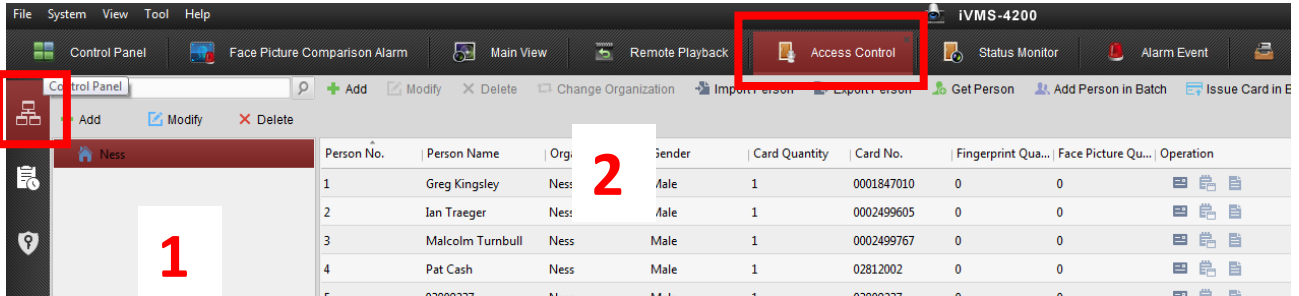 File System View Tool Help iVMS-4200
Control Panel Face Picture Comparison Alarm Main View Remote Playback Access Control Status Monitor Alarm Event
Control Panel Add Modify Delete Change Organization Import Person Export Person Get Person Add Person in Batch Issue Card in B
Add Modify Delete
Ness Person No. Person Name Orga Gender Card Quantity Card No. Fingerprint Qua... Face Picture Qu... Operation
2
1 Greg Kingsley Ness Male 1 0001847010 0 0
2 Ian Traeger Ness Male 1 0002499605 0 0
3 Malcolm Turnbull Ness Male 1 0002499767 0 0
1
4 Pat Cash Ness Male 1 02812002 0 0